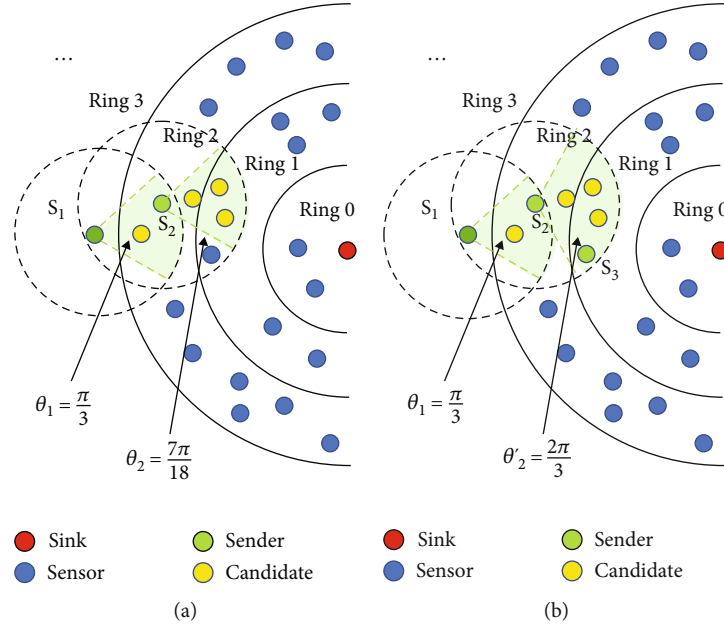 ...
Ring 3
Ring 2
Ring 1
Ring 0
S₁
S₂
θ₁ = π/3
θ₂ = 7π/18
Sink
Sender
Sensor
Candidate
(a)
...
Ring 3
Ring 2
Ring 1
Ring 0
S₁
S₂
S₃
θ₁ = π/3
θ'₂ = 2π/3
Sink
Sender
Sensor
Candidate
(b)